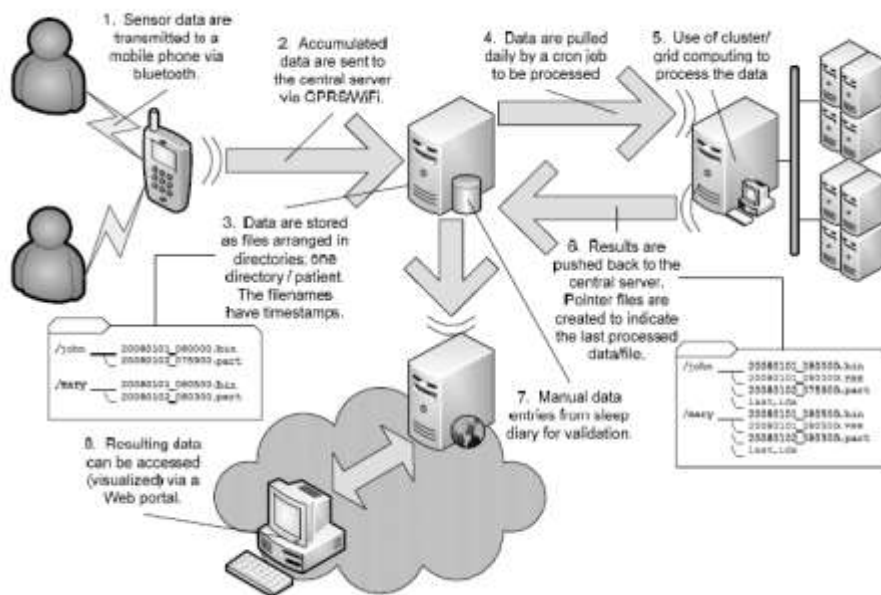 1. Sensor data are
transmitted to a
mobile phone via
bluetooth.
2. Accumulated
data are sent to
the central server
via GPRS/WiFi.
3. Data are stored
as files arranged in
directories: one
directory / patient.
The filenames
have timestamps.
4. Data are pulled
daily by a cron job
to be processed
5. Use of cluster/
grid computing to
process the data
6. Results are
pushed back to the
central server.
Pointer files are
created to indicate
the last processed
data/file.
7. Manual data
entries from sleep
diary for validation.
8. Resulting data
can be accessed
(visualized) via a
Web portal.
/john
/mary
/john
last.idx
/mary
last.idx